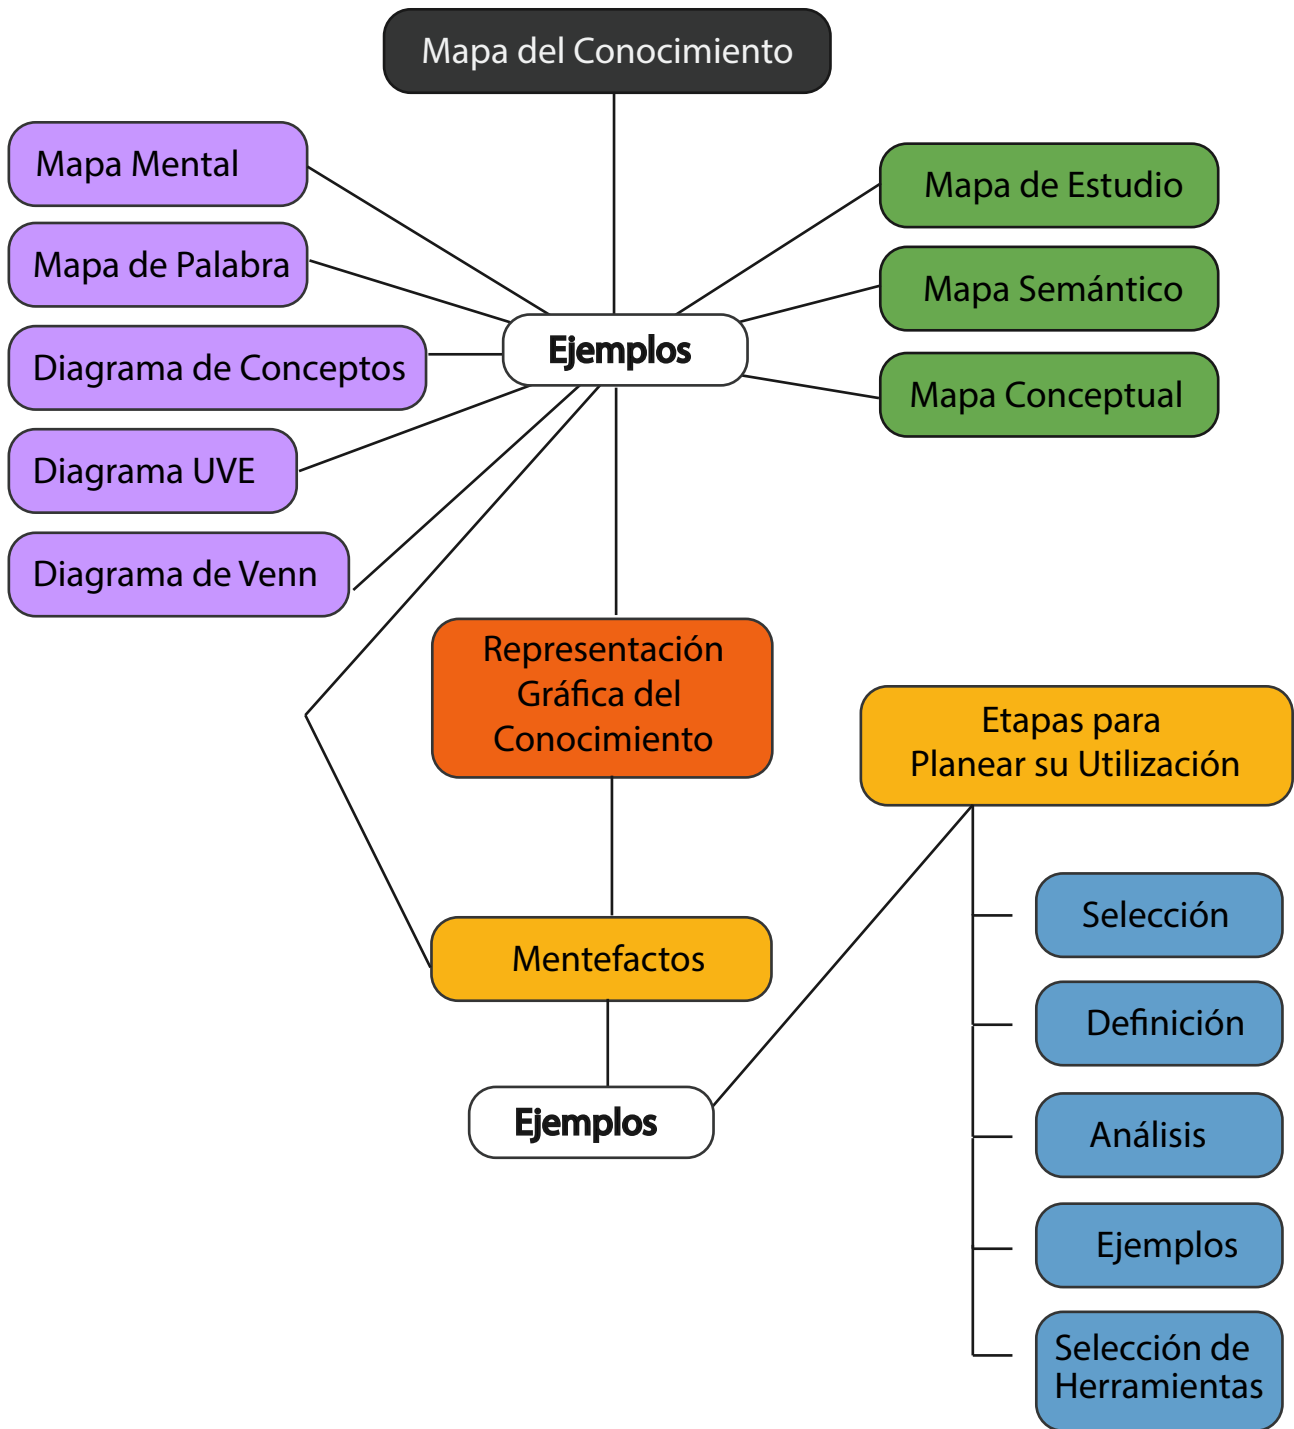 Mapa del Conocimiento
Mapa Mental
Mapa de Palabra
Diagrama de Conceptos
Diagrama UVE
Diagrama de Venn
Mapa de Estudio
Mapa Semántico
Mapa Conceptual
Ejemplos
Representación
Gráfica del
Conocimiento
Mentefactos
Ejemplos
Etapas para
Planear su Utilización
Selección
Definición
Análisis
Ejemplos
Selección de
Herramientas